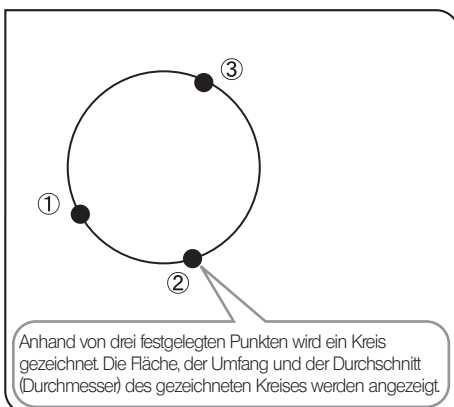 ③
①
②
Anhand von drei festgelegten Punkten wird ein Kreis
gezeichnet. Die Fläche, der Umfang und der Durchschnitt
(Durchmesser) des gezeichneten Kreises werden angezeigt.